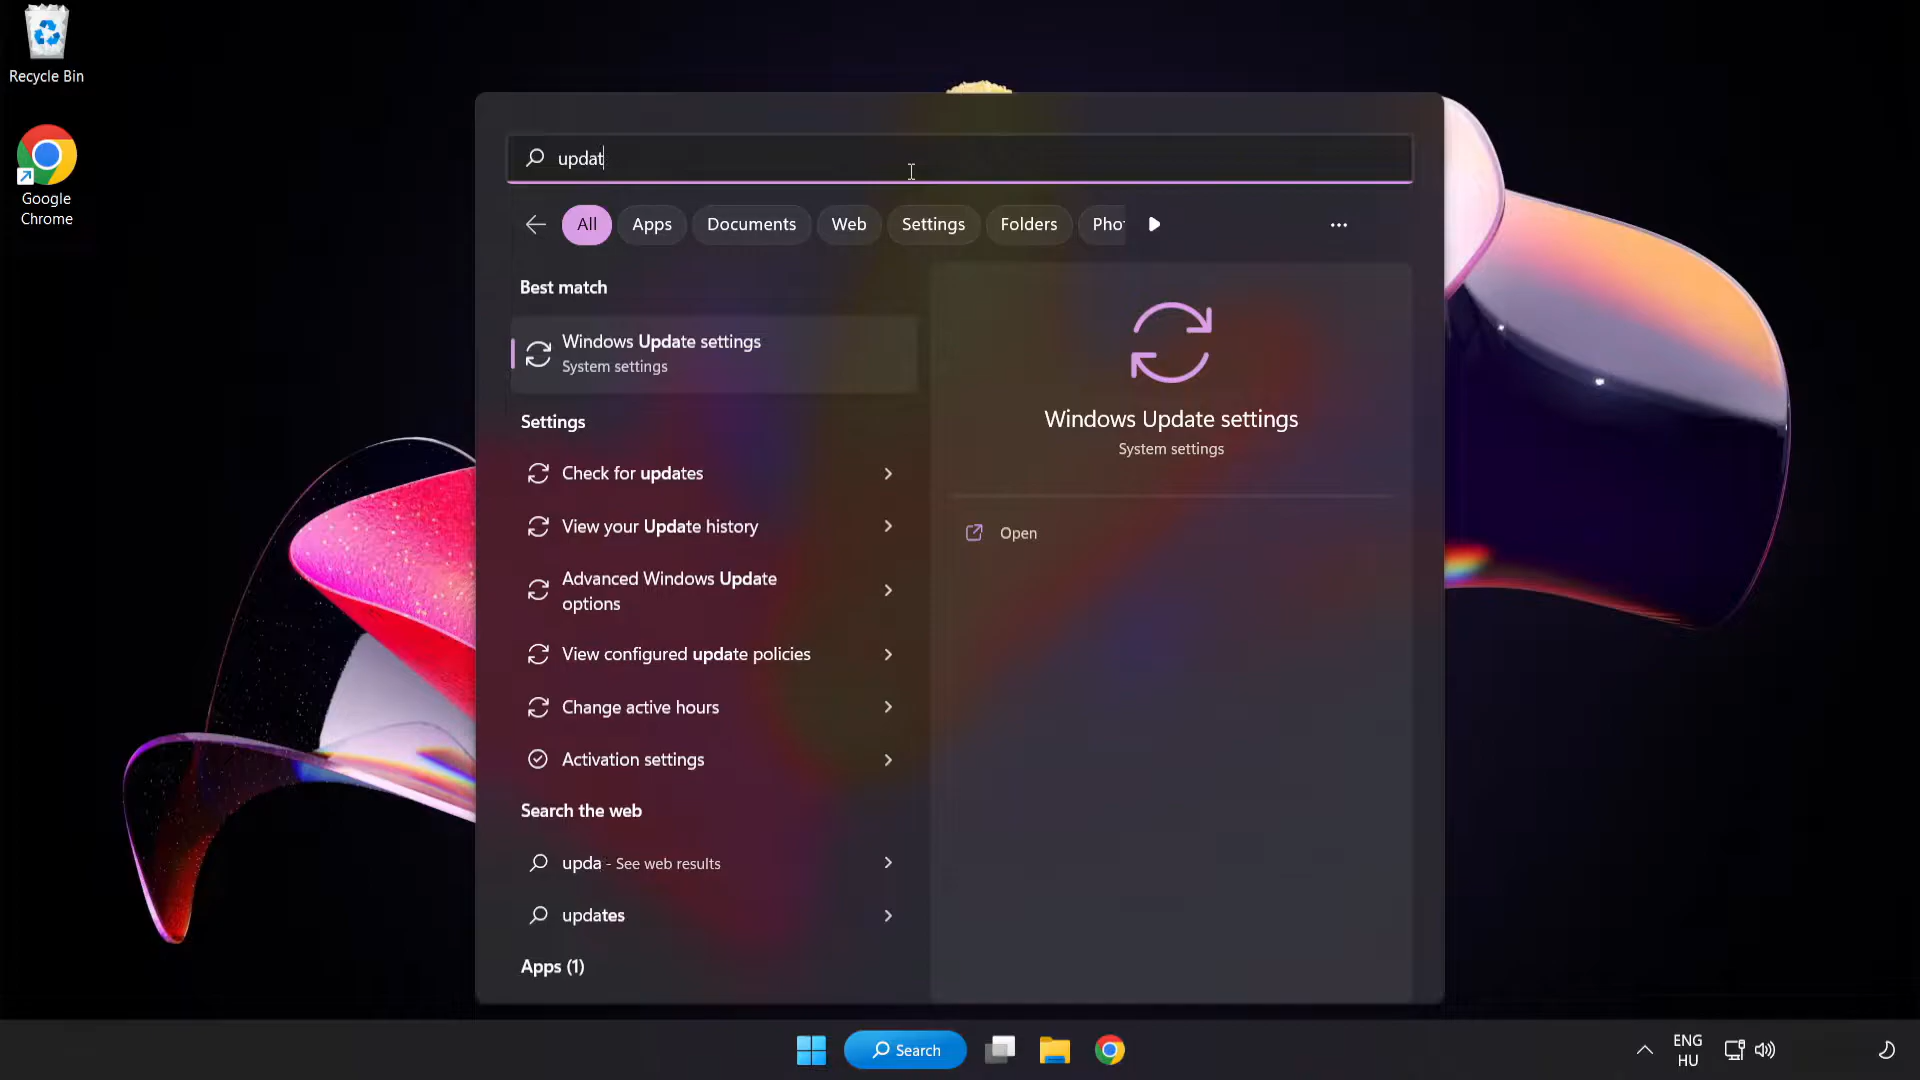 Recycle Bin
Google
Chrome
updat
All
Apps
Documents
Web
Settings
Folders
Pho
Best match
Windows Update settings
System settings
Settings
Check for updates
View your Update history
Advanced Windows Update
options
View configured update policies
Change active hours
Activation settings
Search the web
upda - See web results
updates
Apps (1)
Windows Update settings
System settings
Open
Search
ENG
HU